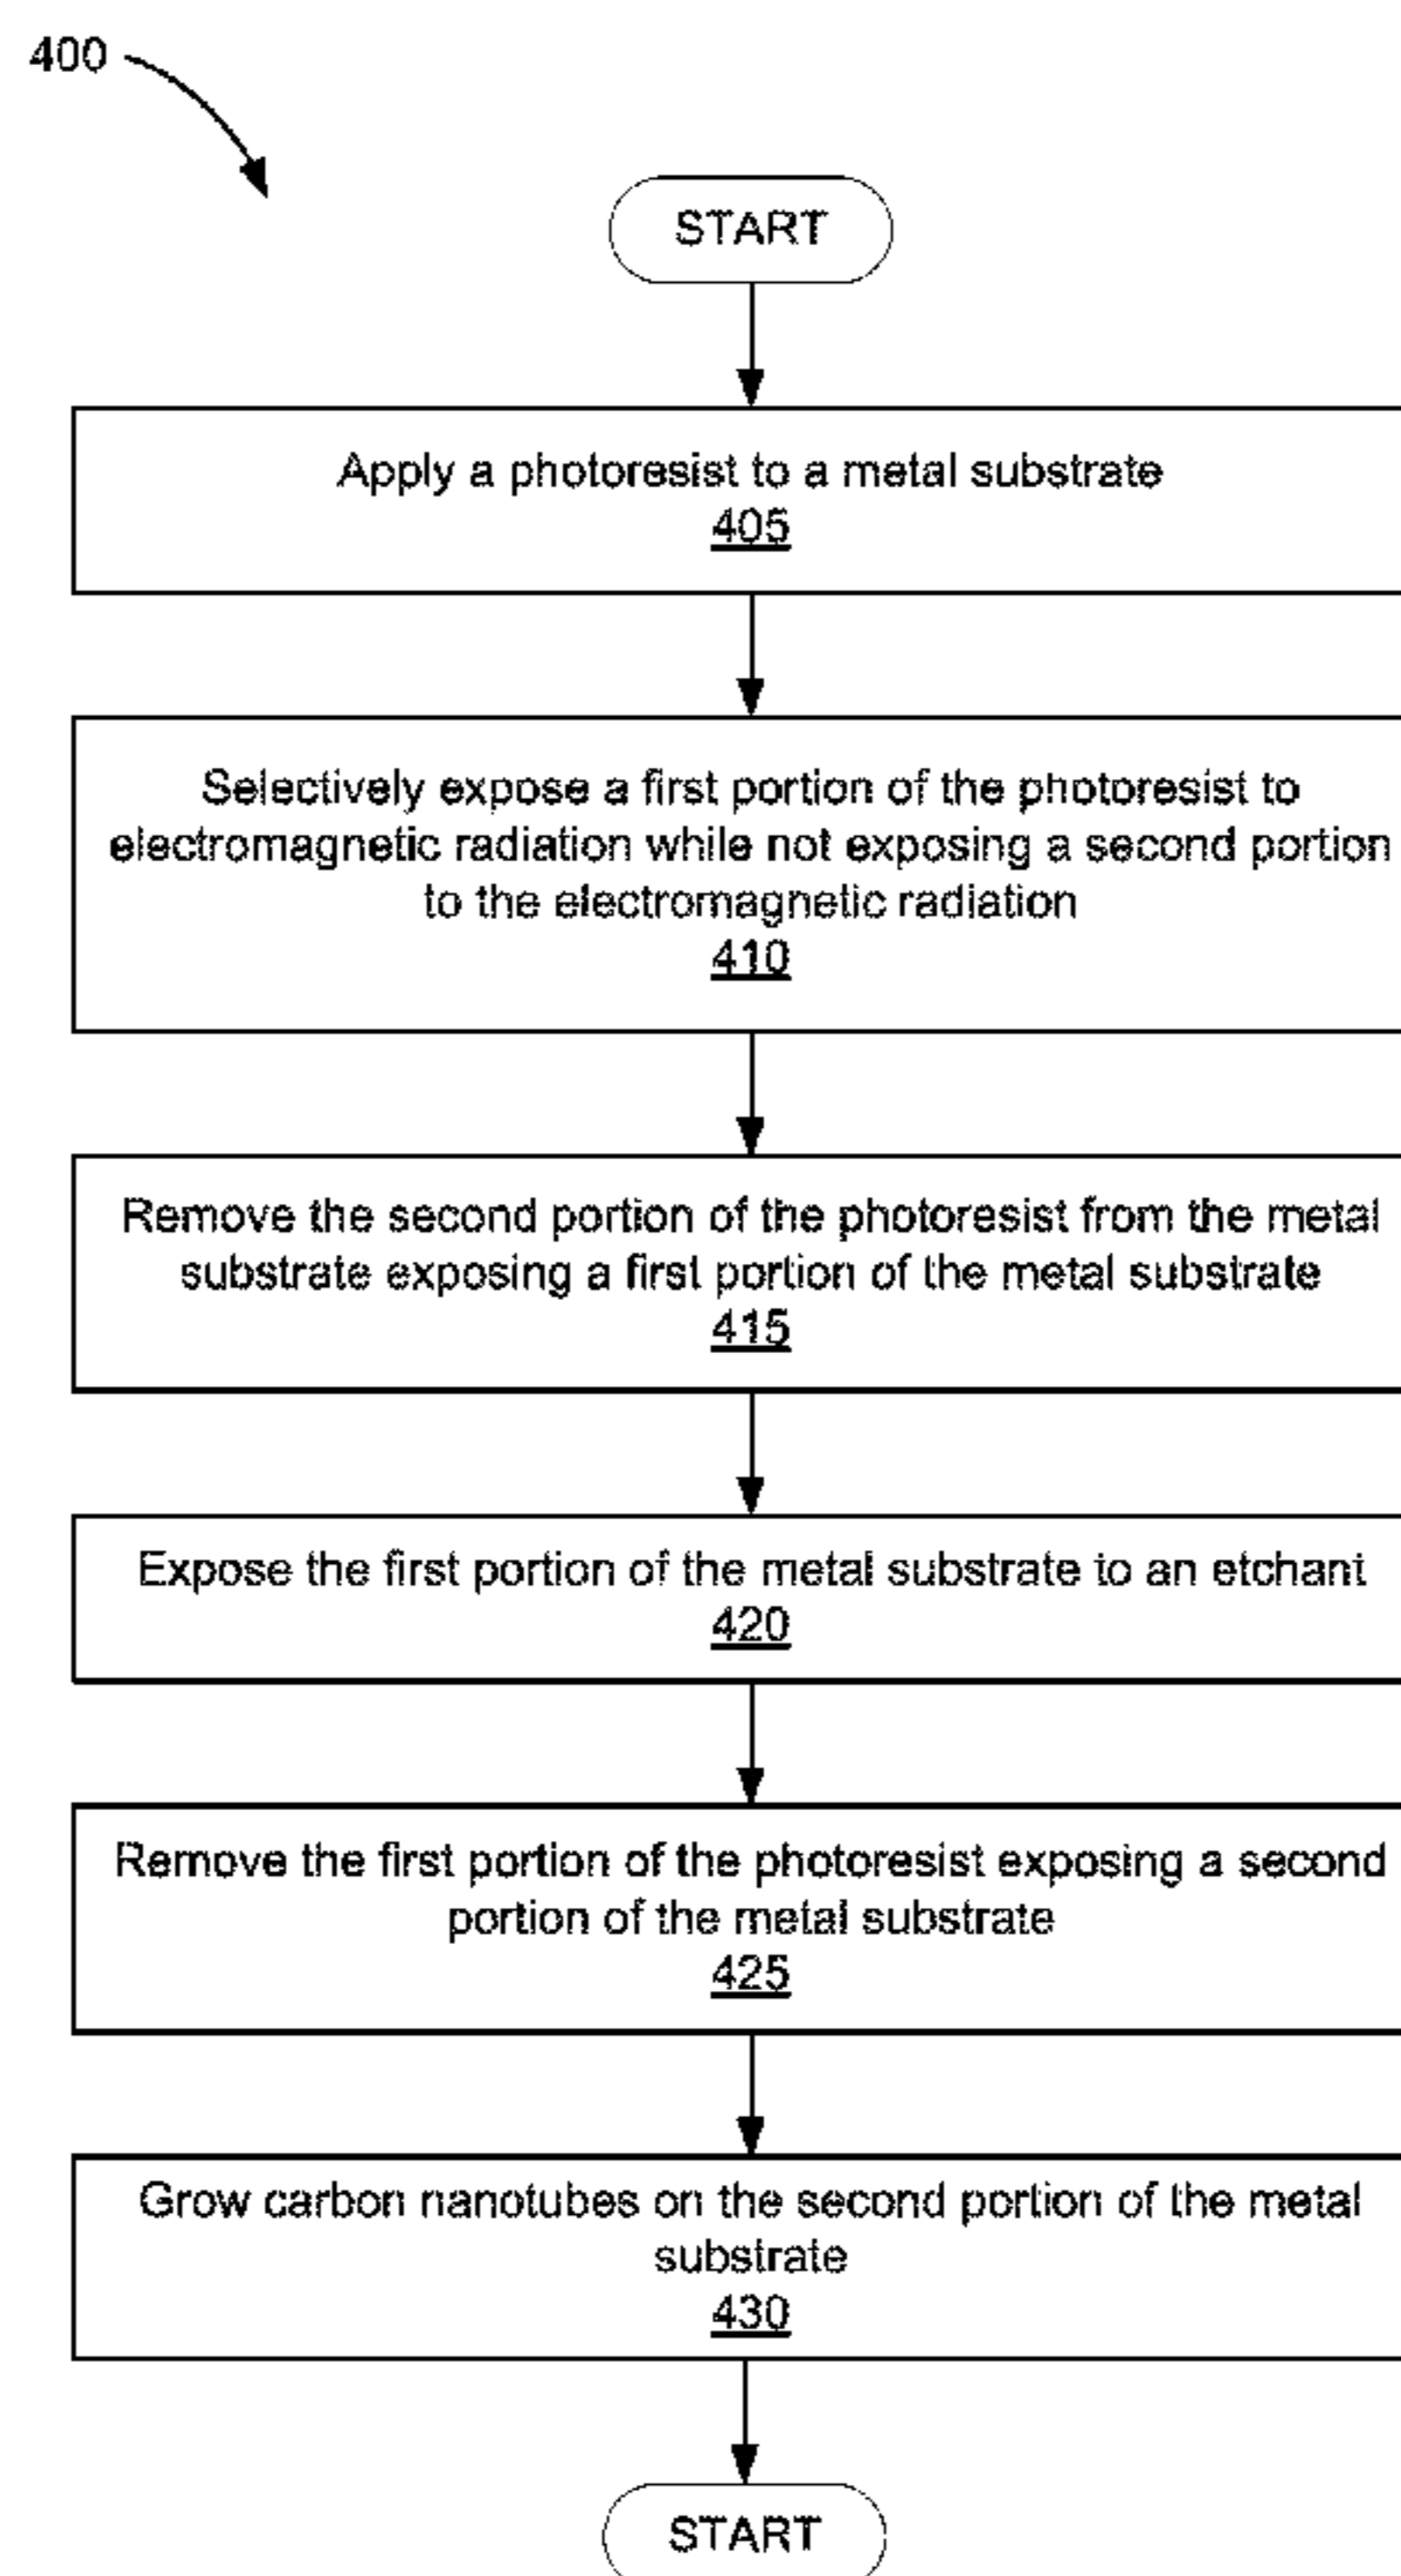 400
START
Apply a photoresist to a metal substrate
405
Selectively expose a first portion of the photoresist to
electromagnetic radiation while not exposing a second portion
to the electromagnetic radiation
410
Remove the second portion of the photoresist from the metal
substrate exposing a first portion of the metal substrate
415
Expose the first portion of the metal substrate to an etchant
420
Remove the first portion of the photoresist exposing a second
portion of the metal substrate
425
Grow carbon nanotubes on the second portion of the metal
substrate
430
START